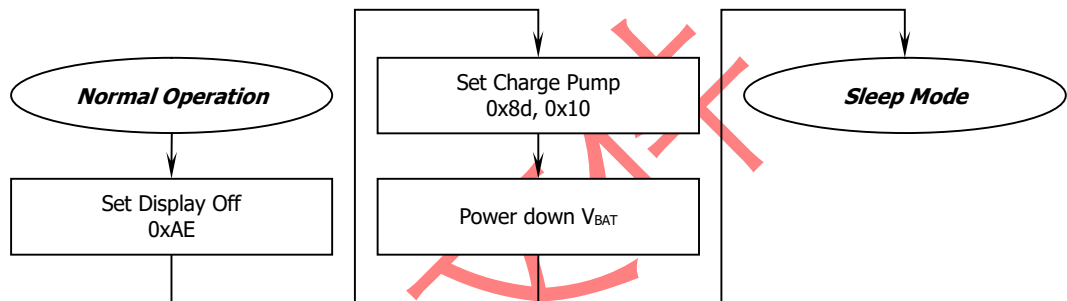 Normal Operation
Set Display Off
0xAE
Set Charge Pump
0x8d, 0x10
Power down VBAT
Sleep Mode